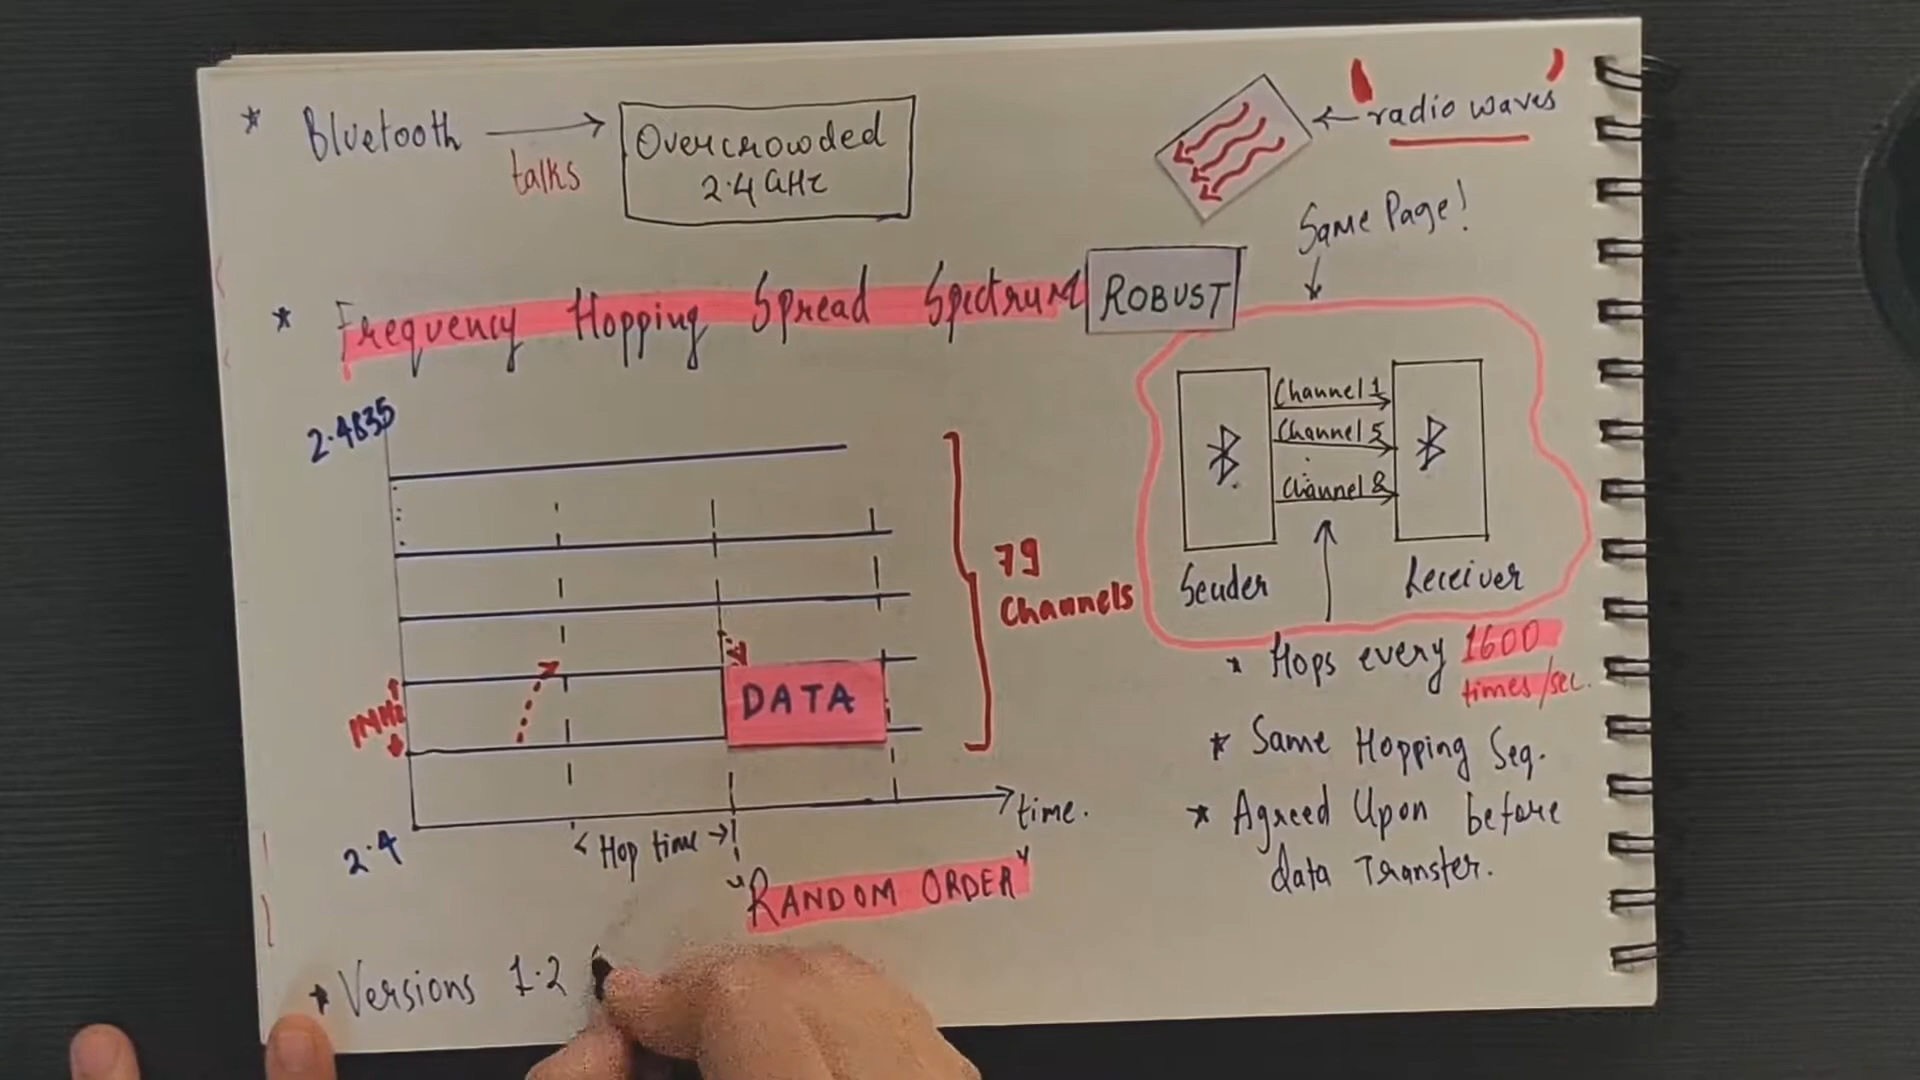 * Bluetooth
talks
Overcrowded
2.4 GHz
radio waves
Same Page!
* Frequency Hopping Spread Spectrum
ROBUST
2.4835
79
Channels
1MHz
DATA
2.4
time.
< Hop time >
"RANDOM ORDER"
Channel 1
Channel 5
Channel 8
Sender
Receiver
* Hops every 1600
times/sec.
* Same Hopping Seq.
* Agreed Upon before
data Transfer.
* Versions 1.2